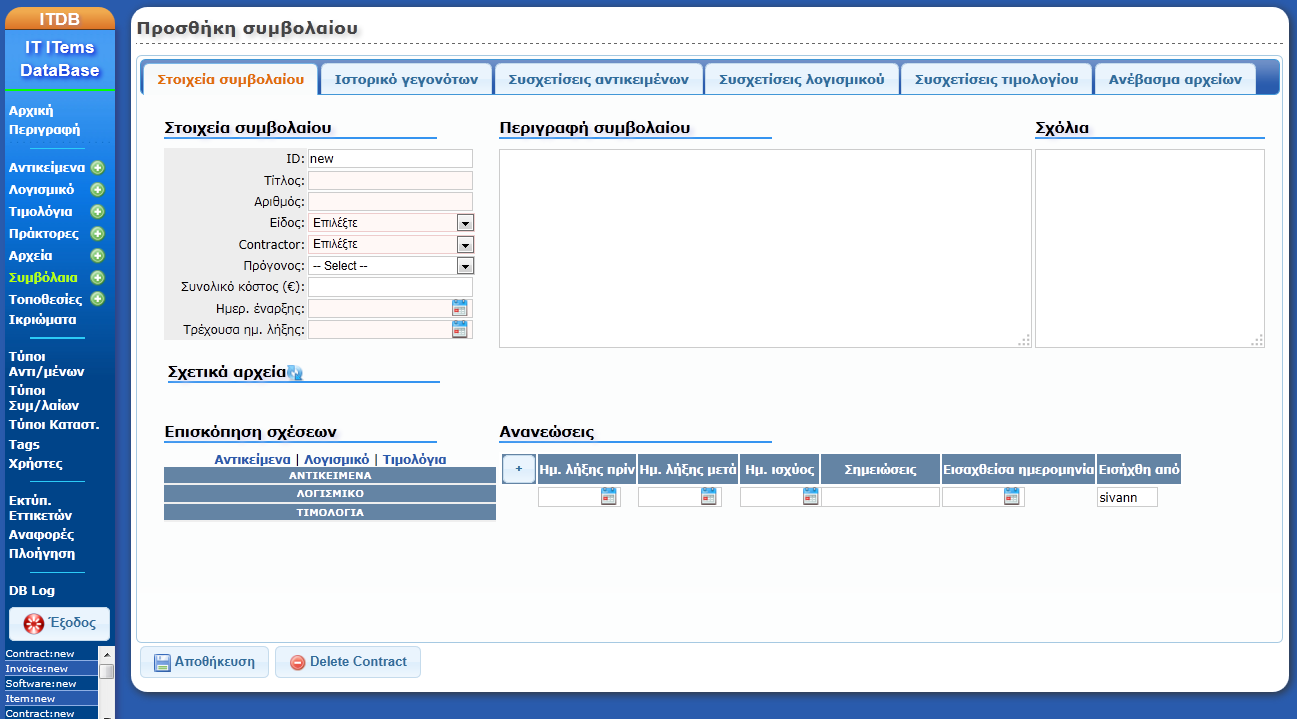 ITDB
IT ITems
DataBase
Αρχική
Περιγραφή
Αντικείμενα
Λογισμικό
Τιμολόγια
Πράκτορες
Αρχεία
Συμβόλαια
Τοποθεσίες
Ικριώματα
Τύποι
Αντι/μένων
Τύποι
Συμ/λαίων
Τύποι Καταστ.
Tags
Χρήστες
Εκτύπ.
Εττικετών
Αναφορές
Πλοήγηση
DB Log
Έξοδος
Contract:new
Invoice:new
Software:new
Item:new
Contract:new
Προσθήκη συμβολαίου
Στοιχεία συμβολαίου Ιστορικό γεγονότων Συσχετίσεις αντικειμένων Συσχετίσεις λογισμικού Συσχετίσεις τιμολογίου Ανέβασμα αρχείων
Στοιχεία συμβολαίου
ID: new
Τίτλος:
Αριθμός:
Είδος: Επιλέξτε
Contractor: Επιλέξτε
Πρόγονος: -- Select --
Συνολικό κόστος (€):
Ημερ. έναρξης:
Τρέχουσα ημ. λήξης:
Περιγραφή συμβολαίου
Σχόλια
Σχετικά αρχεία
Επισκόπηση σχέσεων
Αντικείμενα | Λογισμικό | Τιμολόγια
ΑΝΤΙΚΕΙΜΕΝΑ
ΛΟΓΙΣΜΙΚΟ
ΤΙΜΟΛΟΓΙΑ
Ανανεώσεις
+ Ημ. λήξης πρίν Ημ. λήξης μετά Ημ. ισχύος Σημειώσεις Εισαχθείσα ημερομηνία Εισήχθη από
sivann
Αποθήκευση Delete Contract